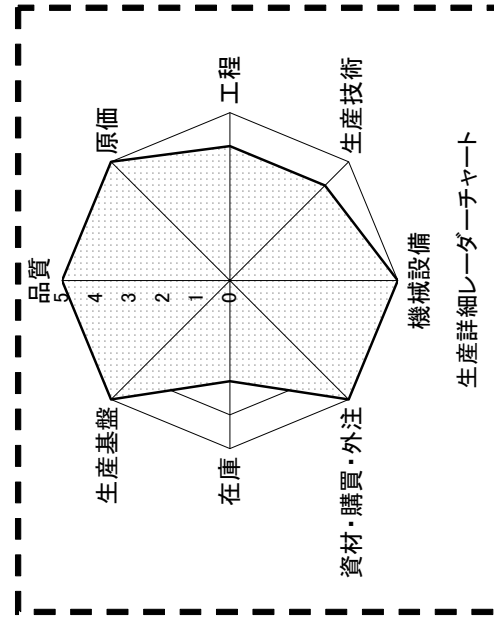 品質
5
4
3
2
1
0
原価
工程
生産技術
機械設備
資材・購買・外注
在庫
生産基盤
生産詳細レーダーチャート